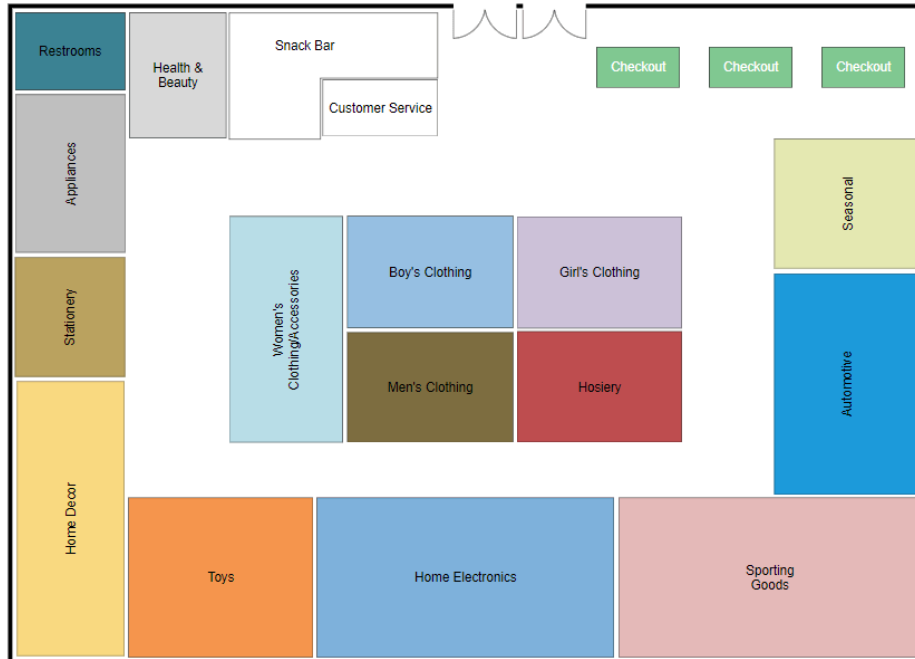 Restrooms
Health &
Beauty
Snack Bar
Customer Service
Checkout
Checkout
Checkout
Appliances
Seasonal
Stationery
Women's
Clothing/Accessories
Boy's Clothing
Girl's Clothing
Men's Clothing
Hosiery
Automotive
Home Decor
Toys
Home Electronics
Sporting
Goods